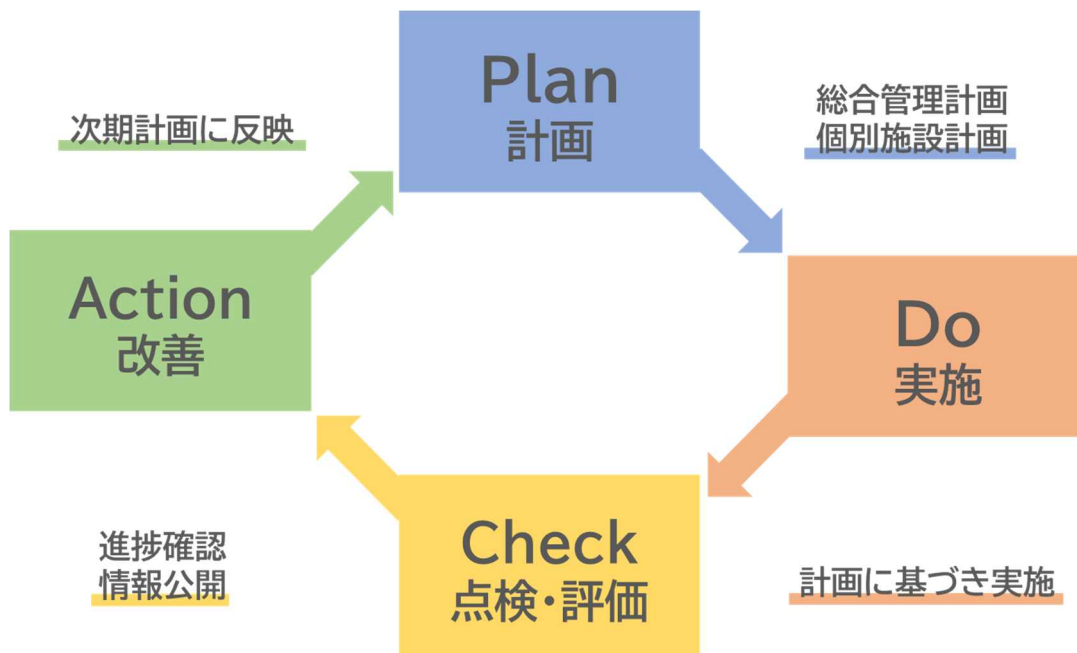 Plan
計画
総合管理計画
個別施設計画
次期計画に反映
Action
改善
Do
実施
Check
点検・評価
進捗確認
情報公開
計画に基づき実施